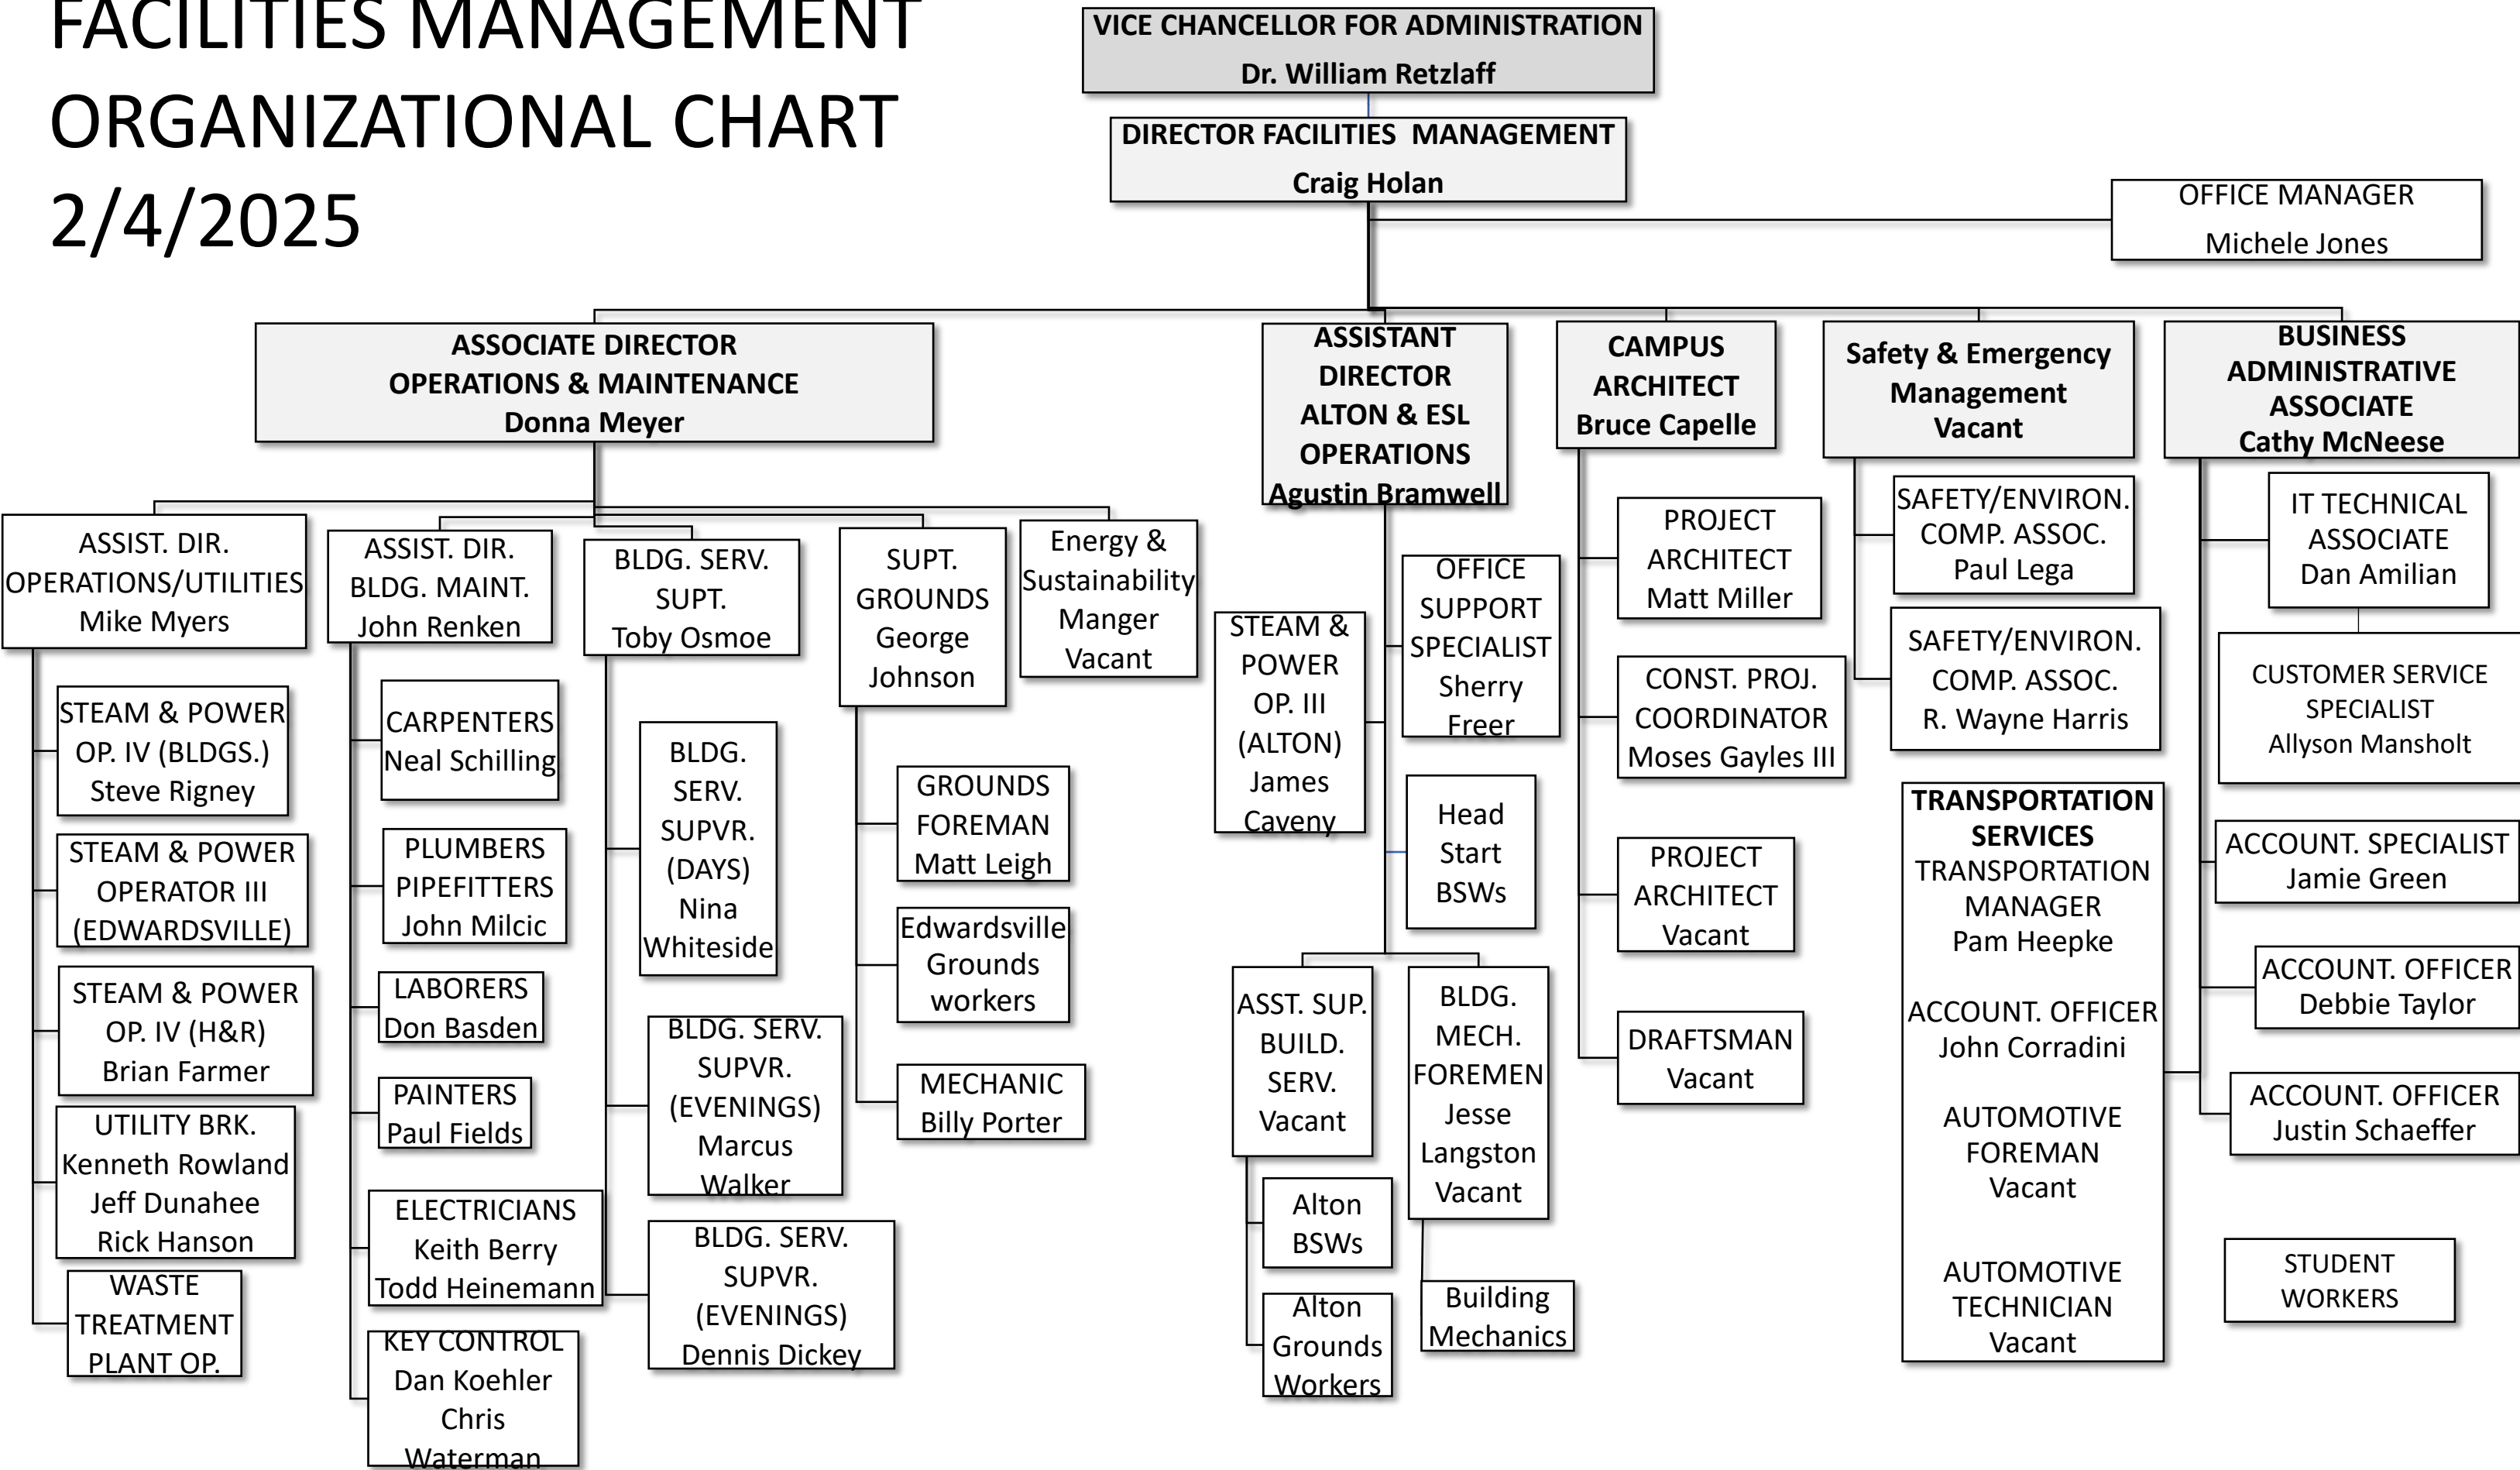 FACILITIES MANAGEMENT
ORGANIZATIONAL CHART
2/4/2025
VICE CHANCELLOR FOR ADMINISTRATION
Dr. William Retzlaff
DIRECTOR FACILITIES MANAGEMENT
Craig Holan
OFFICE MANAGER
Michele Jones
ASSOCIATE DIRECTOR
OPERATIONS & MAINTENANCE
Donna Meyer
ASSISTANT
DIRECTOR
ALTON & ESL
OPERATIONS
Agustin Bramwell
CAMPUS
ARCHITECT
Bruce Capelle
Safety & Emergency
Management
Vacant
BUSINESS
ADMINISTRATIVE
ASSOCIATE
Cathy McNeese
ASSIST. DIR.
OPERATIONS/UTILITIES
Mike Myers
STEAM & POWER
OP. IV (BLDGS.)
Steve Rigney
STEAM & POWER
OPERATOR III
(EDWARDSVILLE)
STEAM & POWER
OP. IV (H&R)
Brian Farmer
UTILITY BRK.
Kenneth Rowland
Jeff Dunahee
Rick Hanson
WASTE
TREATMENT
PLANT OP.
ASSIST. DIR.
BLDG. MAINT.
John Renken
CARPENTERS
Neal Schilling
PLUMBERS
PIPEFITTERS
John Milcic
LABORERS
Don Basden
PAINTERS
Paul Fields
ELECTRICIANS
Keith Berry
Todd Heinemann
KEY CONTROL
Dan Koehler
Chris
Waterman
BLDG. SERV.
SUPT.
Toby Osmoe
BLDG.
SERV.
SUPVR.
(DAYS)
Nina
Whiteside
BLDG. SERV.
SUPVR.
(EVENINGS)
Marcus
Walker
BLDG. SERV.
SUPVR.
(EVENINGS)
Dennis Dickey
SUPT.
GROUNDS
George
Johnson
GROUNDS
FOREMAN
Matt Leigh
Edwardsville
Grounds
workers
MECHANIC
Billy Porter
Energy &
Sustainability
Manger
Vacant
STEAM &
POWER
OP. III
(ALTON)
James
Caveny
OFFICE
SUPPORT
SPECIALIST
Sherry
Freer
Head
Start
BSWs
ASST. SUP.
BUILD.
SERV.
Vacant
Alton
BSWs
Alton
Grounds
Workers
BLDG.
MECH.
FOREMEN
Jesse
Langston
Vacant
Building
Mechanics
PROJECT
ARCHITECT
Matt Miller
CONST. PROJ.
COORDINATOR
Moses Gayles III
PROJECT
ARCHITECT
Vacant
DRAFTSMAN
Vacant
SAFETY/ENVIRON.
COMP. ASSOC.
Paul Lega
SAFETY/ENVIRON.
COMP. ASSOC.
R. Wayne Harris
TRANSPORTATION
SERVICES
TRANSPORTATION
MANAGER
Pam Heepke
ACCOUNT. OFFICER
John Corradini
AUTOMOTIVE
FOREMAN
Vacant
AUTOMOTIVE
TECHNICIAN
Vacant
IT TECHNICAL
ASSOCIATE
Dan Amilian
CUSTOMER SERVICE
SPECIALIST
Allyson Mansholt
ACCOUNT. SPECIALIST
Jamie Green
ACCOUNT. OFFICER
Debbie Taylor
ACCOUNT. OFFICER
Justin Schaeffer
STUDENT
WORKERS